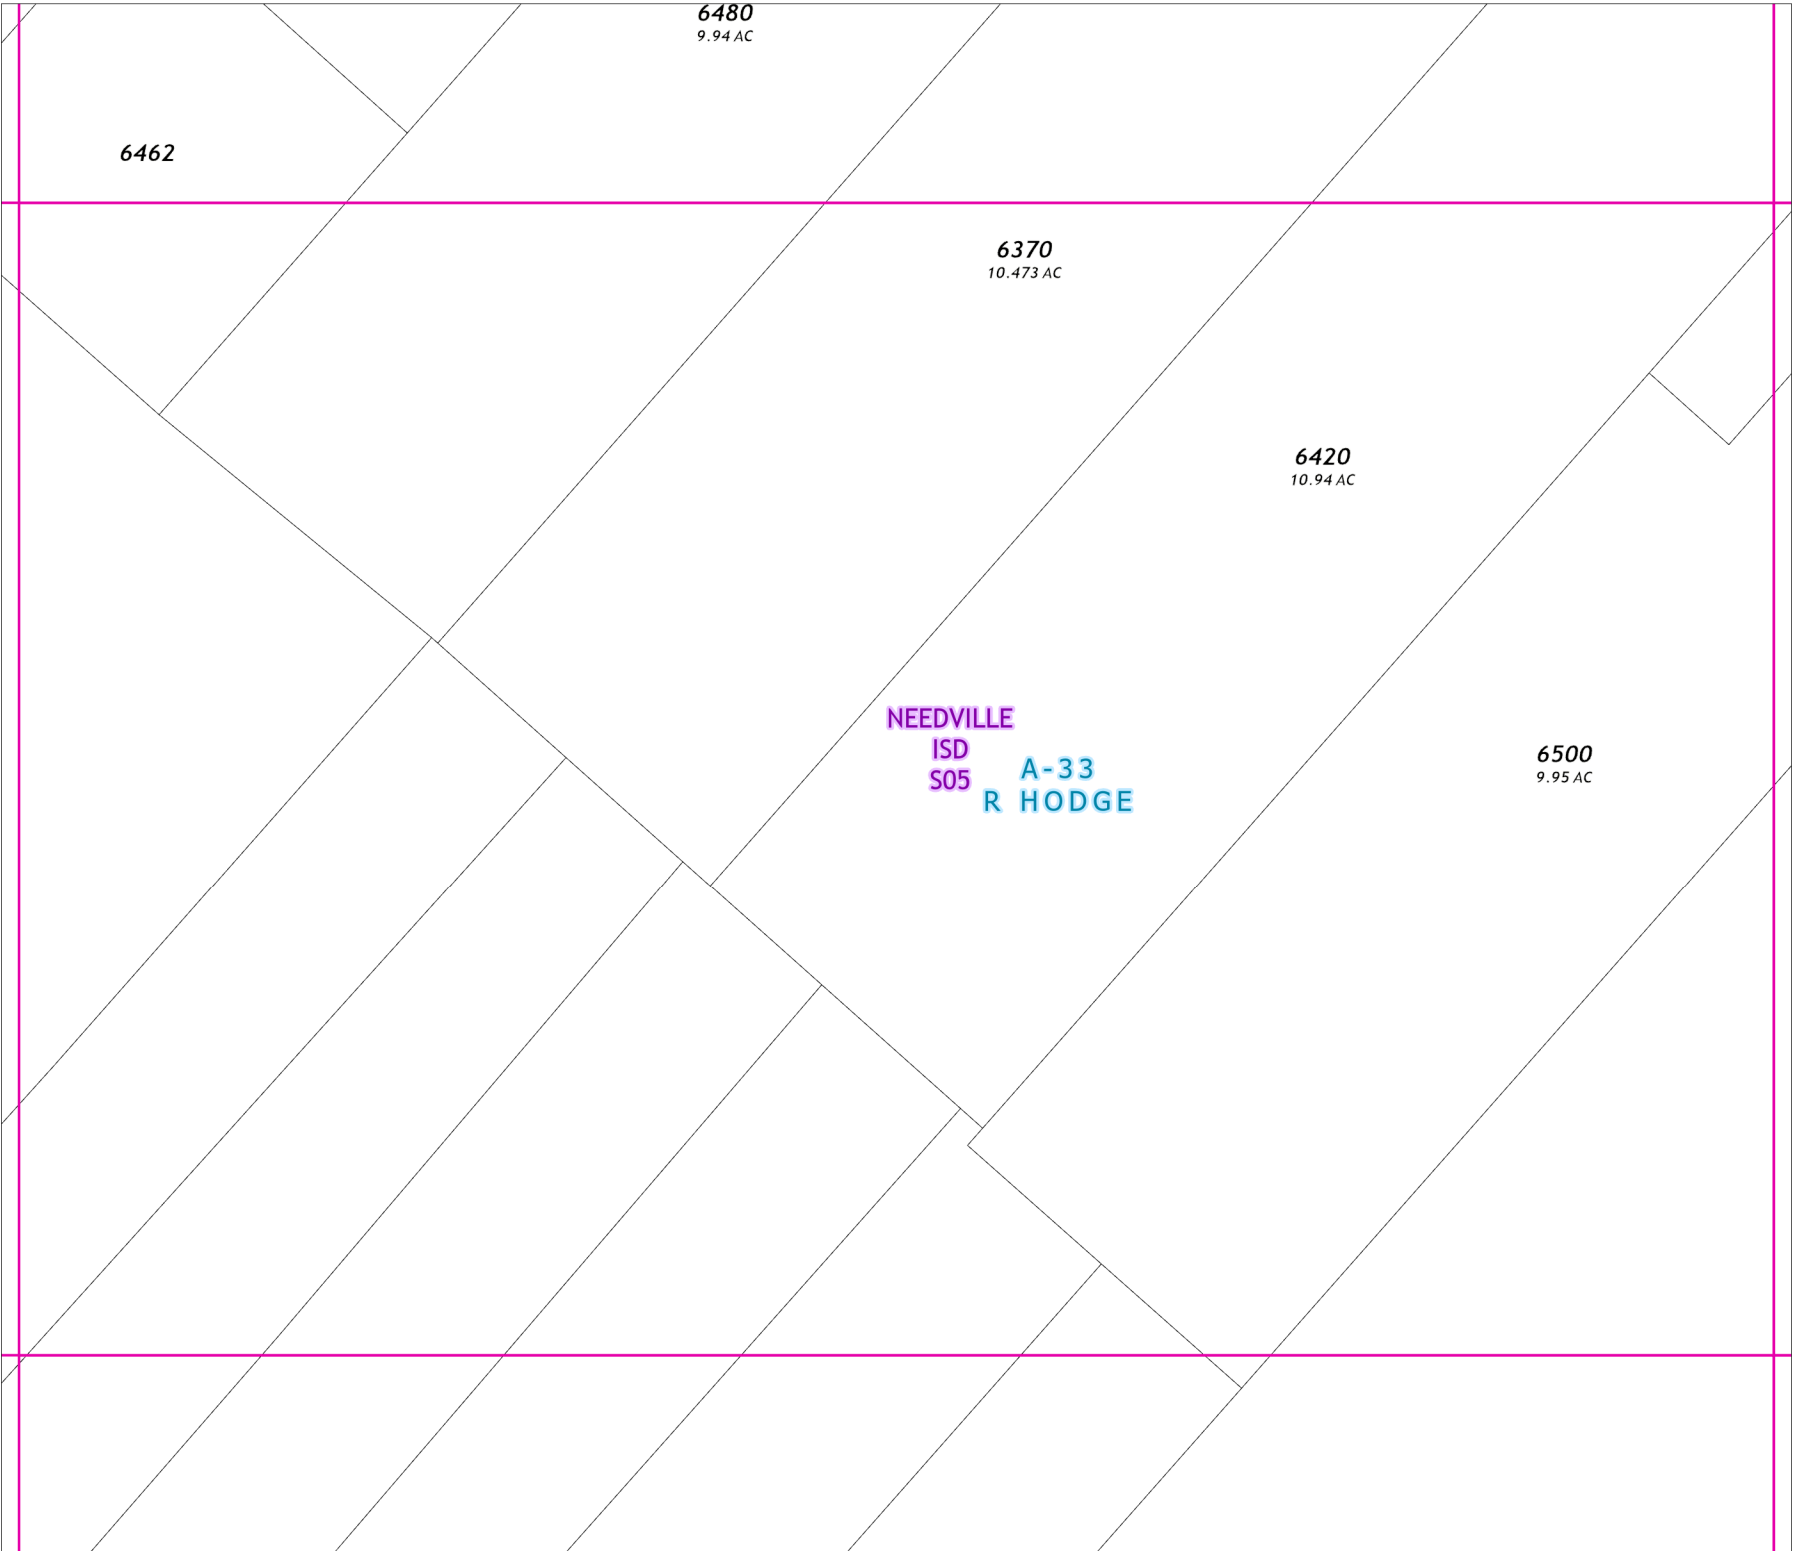 6480
9.94 AC
6462
6370
10.473 AC
6420
10.94 AC
NEEDVILLE
ISD
S05
A-33
R HODGE
6500
9.95 AC